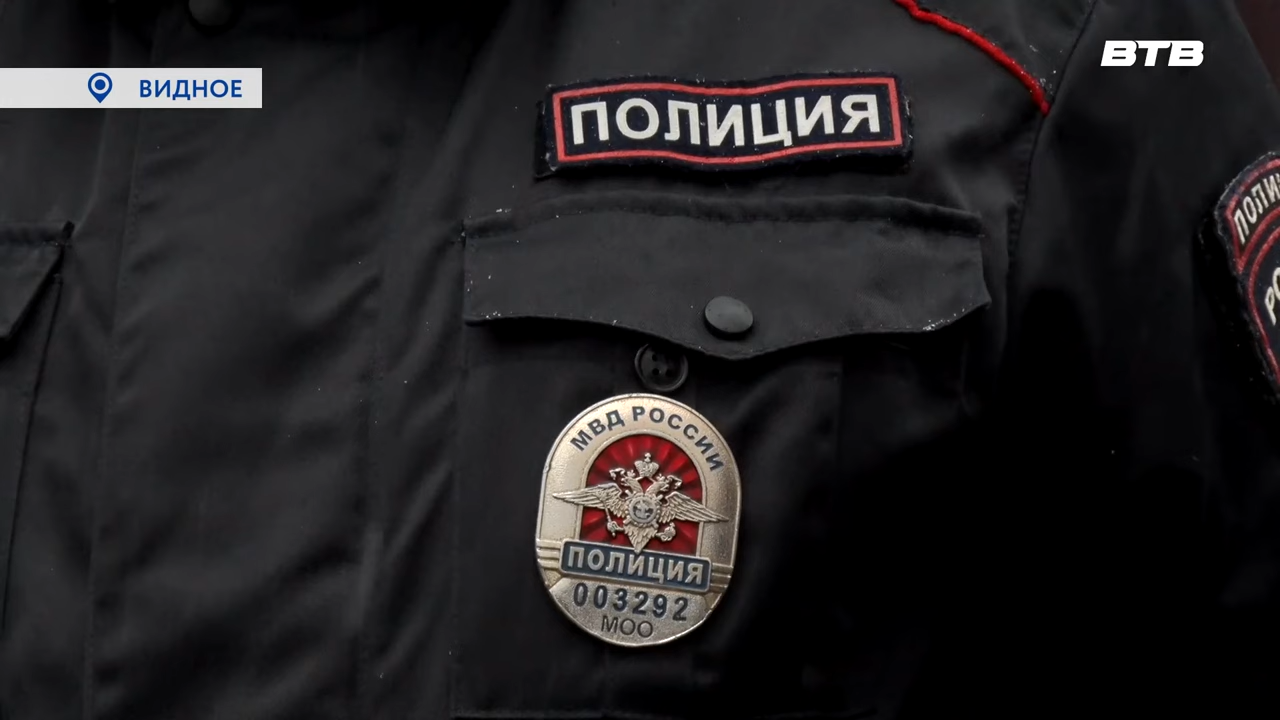 ВТВ
ВИДНОЕ
ПОЛИЦИЯ
МВД РОССИИ
ПОЛИЦИЯ
003292
МОО